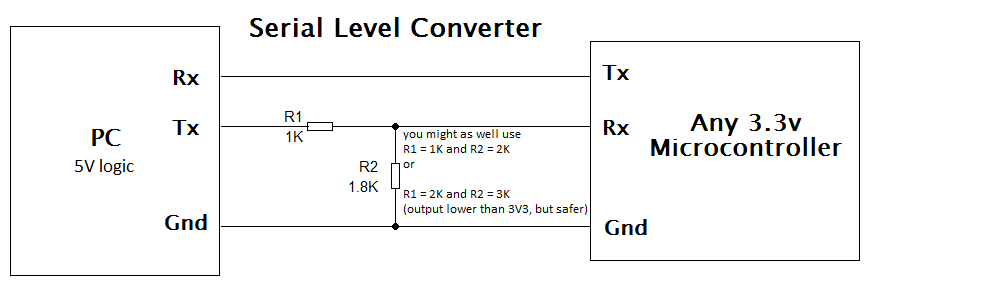 Serial Level Converter
Rx
Tx
PC
5V logic
Gnd
R1
1K
R2
1.8K
you might as well use
R1 = 1K and R2 = 2K
or
R1 = 2K and R2 = 3K
(output lower than 3V3, but safer)
Tx
Rx
Any 3.3v
Microcontroller
Gnd